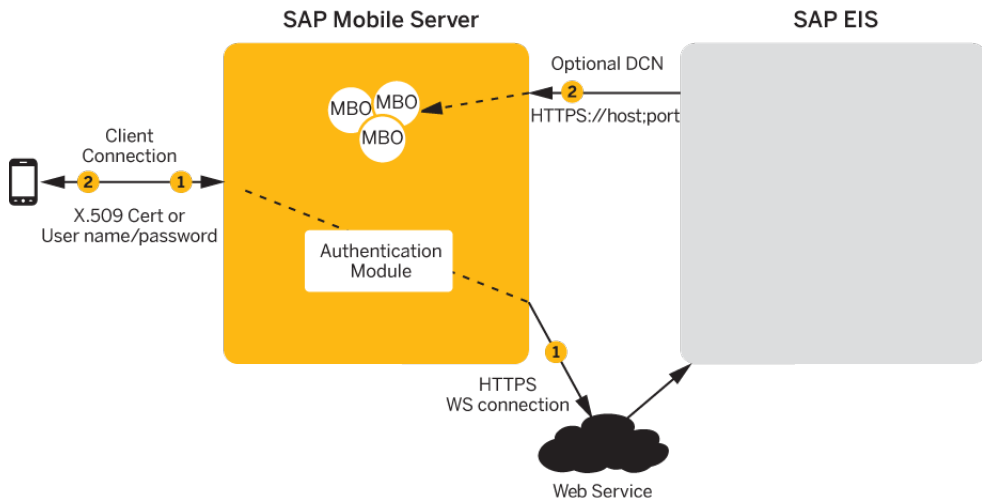 SAP Mobile Server
SAP EIS
Optional DCN
2
HTTPS://host;port
MBO
MBO
MBO
Client
Connection
2
1
X.509 Cert or
User name/password
Authentication
Module
1
HTTPS
WS connection
Web Service